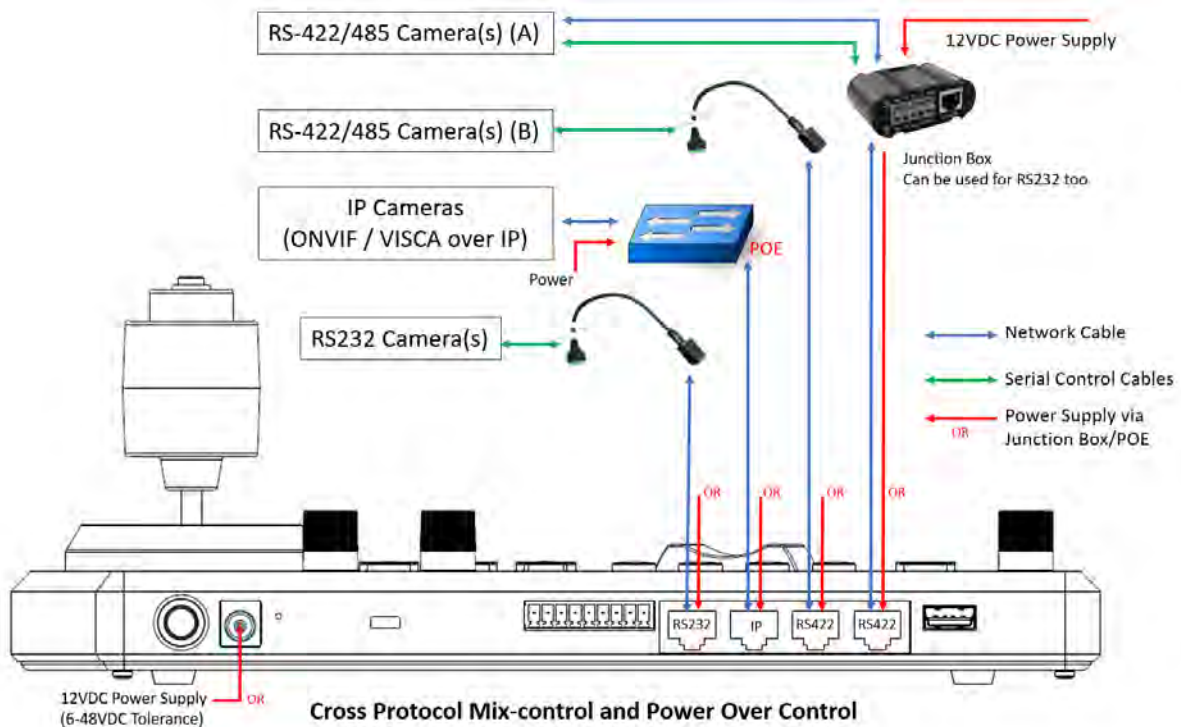 RS-422/485 Camera(s) (A)
12VDC Power Supply
RS-422/485 Camera(s) (B)
Junction Box
Can be used for RS232 too
IP Cameras
(ONVIF / VISCA over IP)
POE
Power
RS232 Camera(s)
Network Cable
Serial Control Cables
Power Supply via
OR
Junction Box/POE
OR
OR
OR
OR
RS232
IP
RS422
RS422
12VDC Power Supply
OR
(6-48VDC Tolerance)
Cross Protocol Mix-control and Power Over Control